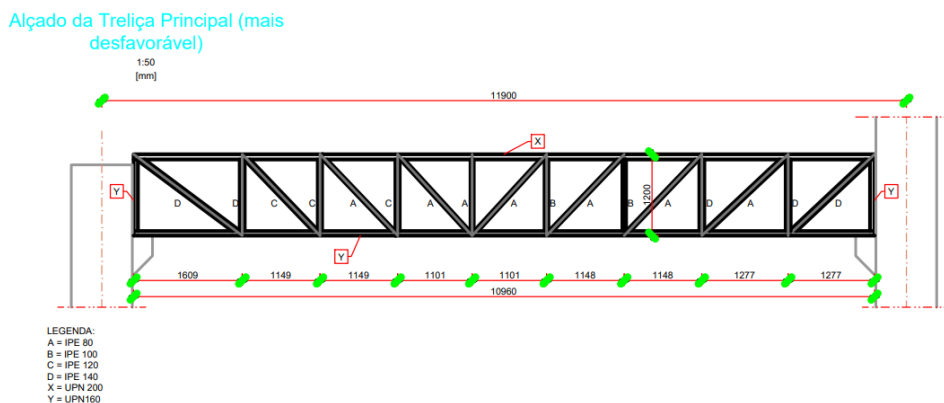 Alçado da Treliça Principal (mais
desfavorável)
1:50
[mm]
11900
X
Y
1200
Y
D D C C A C A A A B A B A D A D D
Y
1609 1149 1149 1101 1101 1148 1148 1277 1277
10960
LEGENDA:
A = IPE 80
B = IPE 100
C = IPE 120
D = IPE 140
X = UPN 200
Y = UPN160